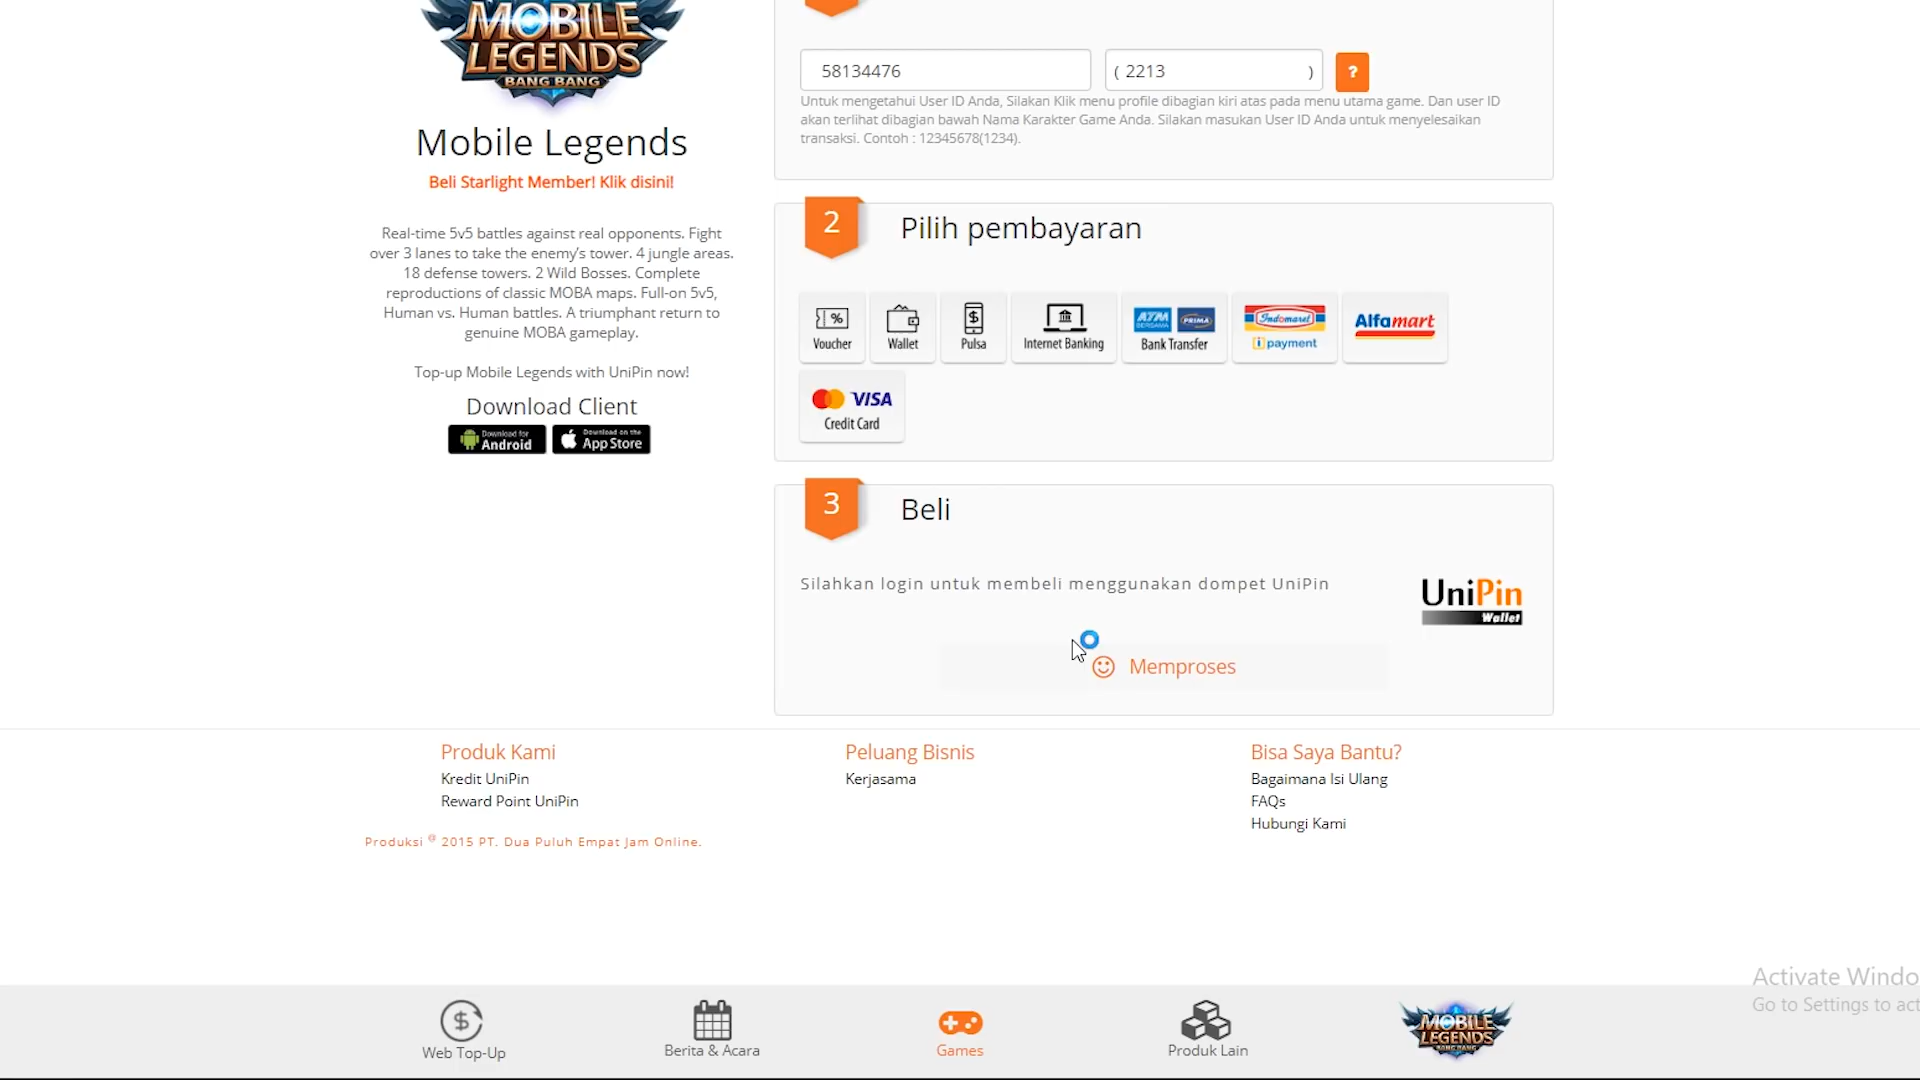 MOBILE
LEGENDS
BANG BANG
Mobile Legends
Beli Starlight Member! Klik disini!
Real-time 5v5 battles against real opponents. Fight
over 3 lanes to take the enemy's tower. 4 jungle areas.
18 defense towers. 2 Wild Bosses. Complete
reproductions of classic MOBA maps. Full-on 5v5,
Human vs. Human battles. A triumphant return to
genuine MOBA gameplay.
Top-up Mobile Legends with UniPin now!
Download Client
Download for
Android
Download on the
App Store
58134476
( 2213 )
?
Untuk mengetahui User ID Anda, Silakan Klik menu profile dibagian kiri atas pada menu utama game. Dan user ID
akan terlihat dibagian bawah Nama Karakter Game Anda. Silakan masukan User ID Anda untuk menyelesaikan
transaksi. Contoh : 12345678(1234).
2
Pilih pembayaran
%
Voucher
Wallet
$
Pulsa
Internet Banking
ATM BERSAMA PRIMA
Bank Transfer
Indomaret
i payment
Alfamart
VISA
Credit Card
3
Beli
Silahkan login untuk membeli menggunakan dompet UniPin
UniPin
Wallet
Memproses
Produk Kami
Kredit UniPin
Reward Point UniPin
Peluang Bisnis
Kerjasama
Bisa Saya Bantu?
Bagaimana Isi Ulang
FAQs
Hubungi Kami
Produksi @ 2015 PT. Dua Puluh Empat Jam Online.
Activate Windo
Go to Settings to act
$
Web Top-Up
Berita & Acara
Games
Produk Lain
MOBILE
LEGENDS
BANG BANG